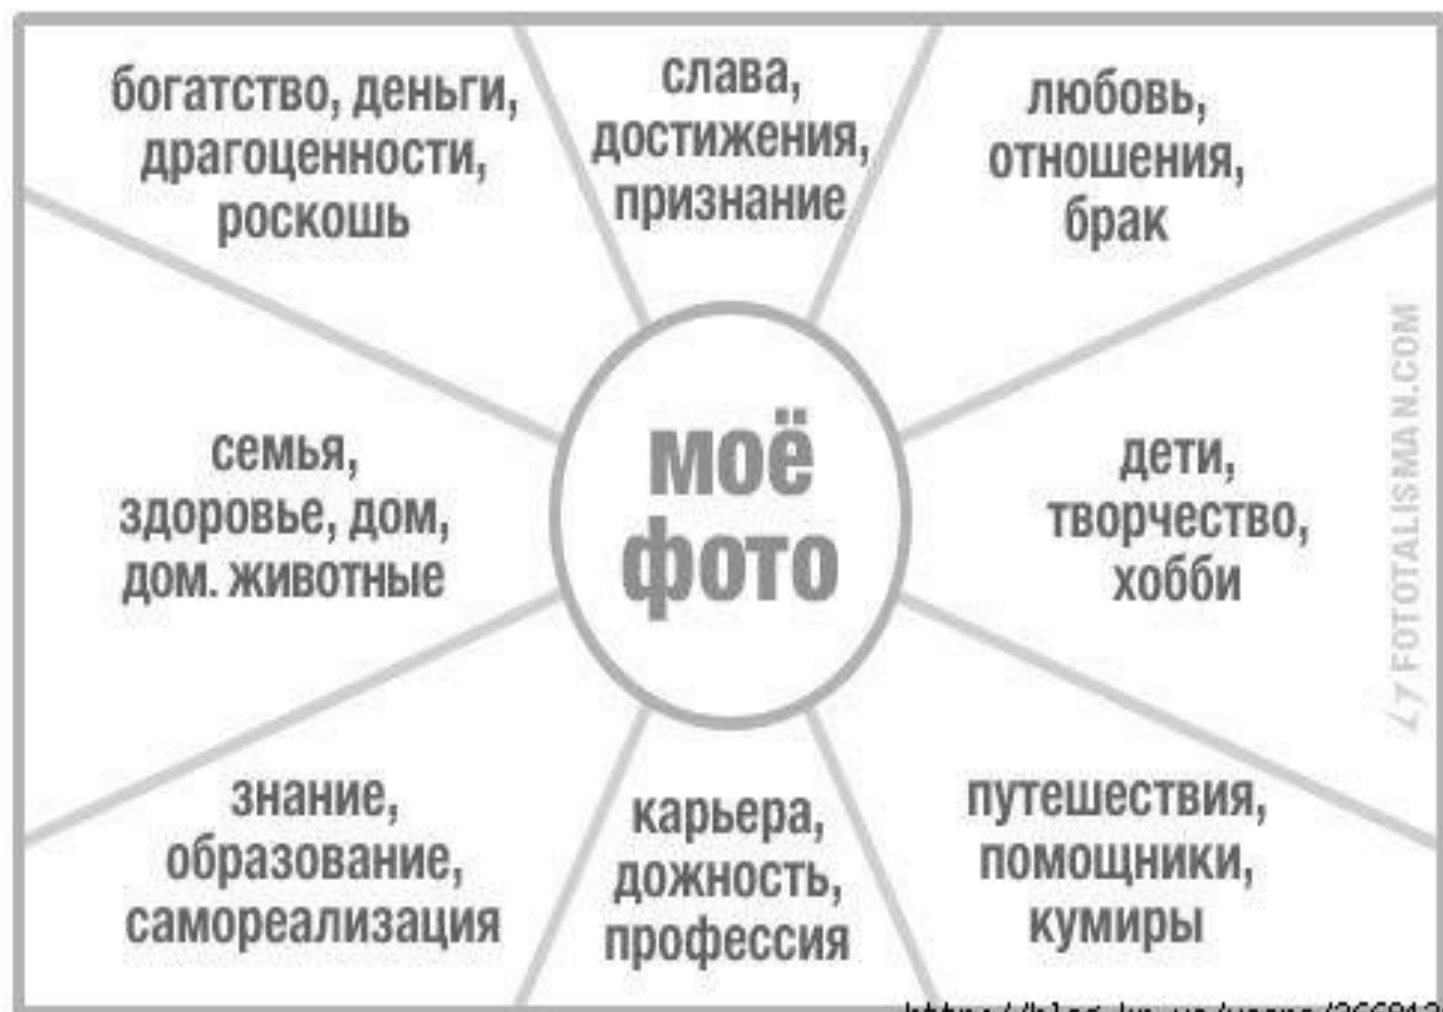 богатство, деньги,
драгоценности,
роскошь
слава,
достижения,
признание
любовь,
отношения,
брак
семья,
здоровье, дом,
дом. животные
моё
фото
дети,
творчество,
хобби
знание,
образование,
самореализация
карьера,
дожность,
профессия
путешествия,
помощники,
кумиры
FOTOTALISMAN.COM